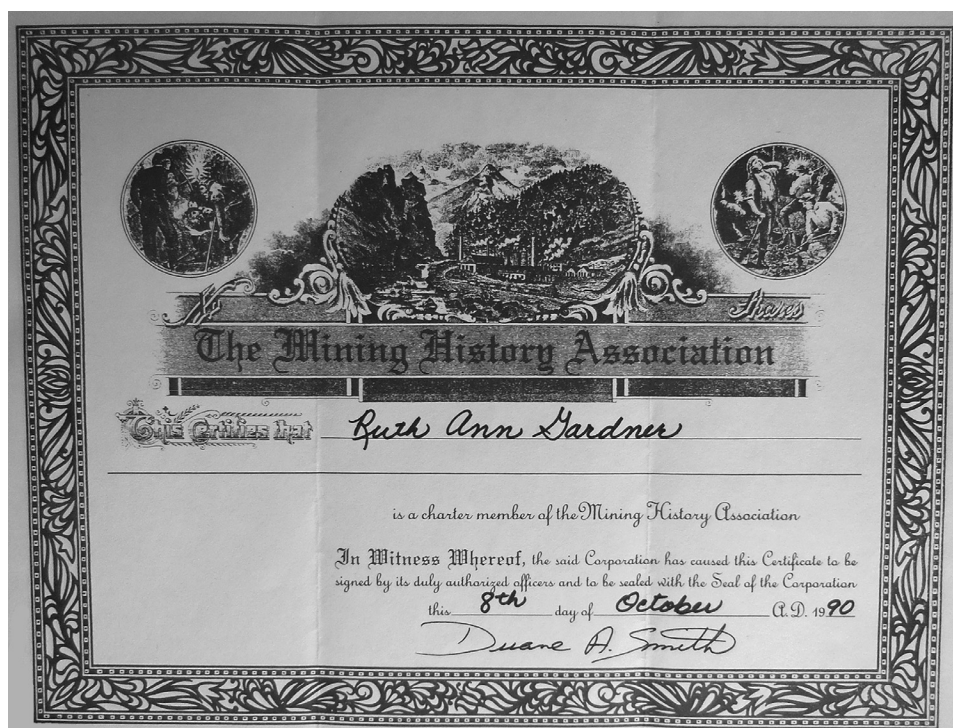 No Shares
The Mining History Association
This Certifies that Ruth Ann Gardner
is a charter member of the Mining History Association
In Witness Whereof, the said Corporation has caused this Certificate to be
signed by its duly authorized officers and to be sealed with the Seal of the Corporation
this 8th day of October A.D. 1990
Duane A. Smith